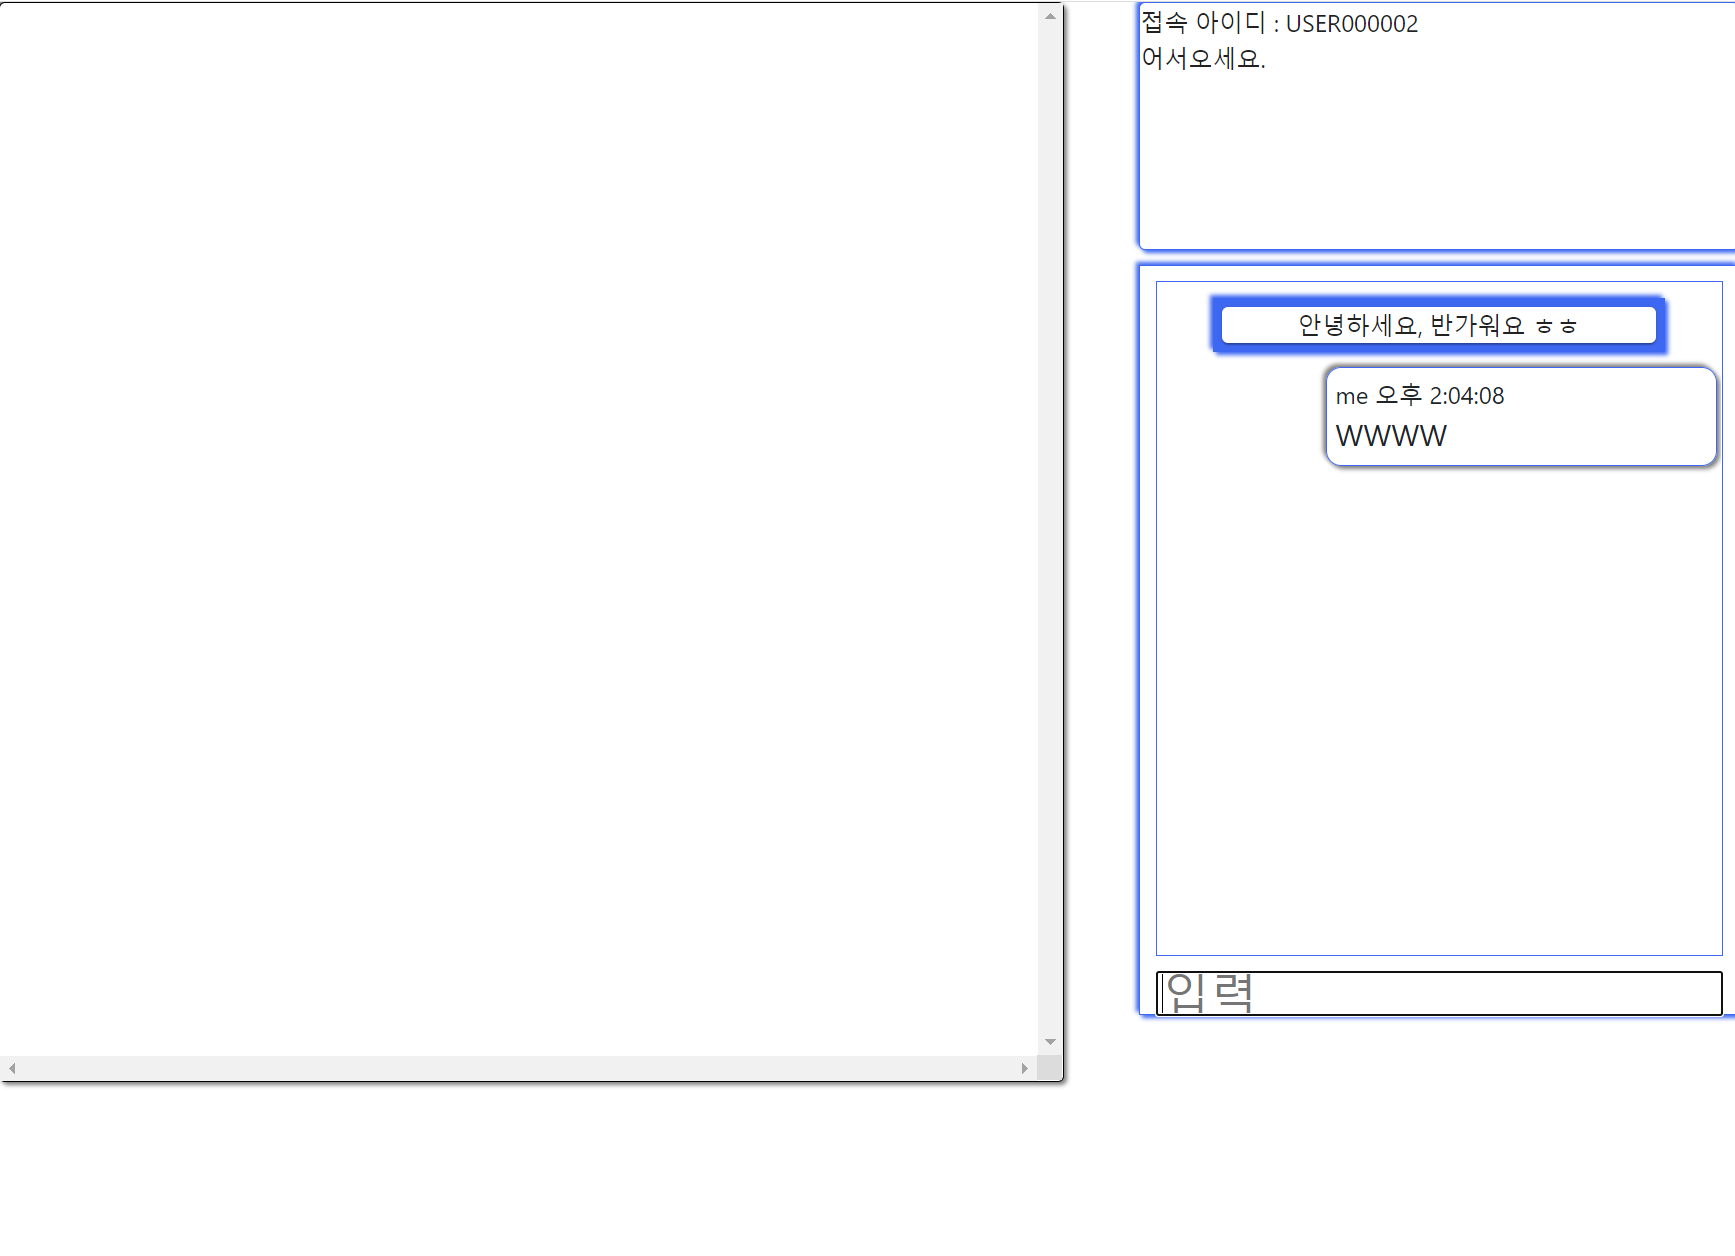 접속 아이디 : USER000002
어서오세요.
안녕하세요, 반가워요 ㅎㅎ
me 오후 2:04:08
WWWW
입력